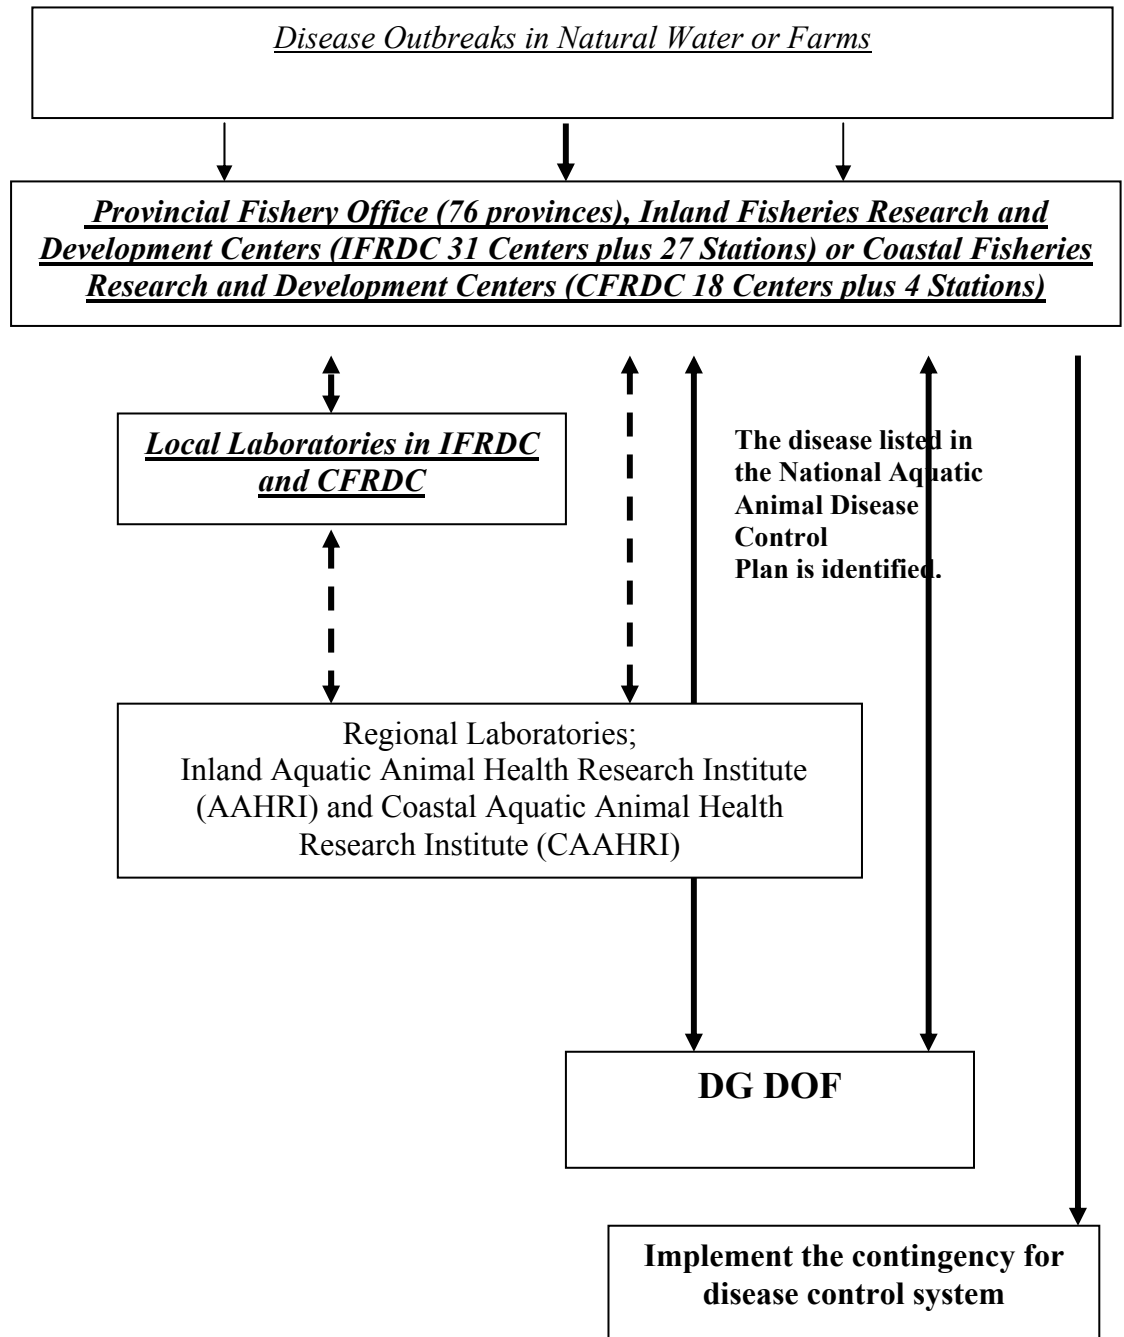 Disease Outbreaks in Natural Water or Farms
Provincial Fishery Office (76 provinces), Inland Fisheries Research and
Development Centers (IFRDC 31 Centers plus 27 Stations) or Coastal Fisheries
Research and Development Centers (CFRDC 18 Centers plus 4 Stations)
Local Laboratories in IFRDC
and CFRDC
The disease listed in
the National Aquatic
Animal Disease
Control
Plan is identified.
Regional Laboratories;
Inland Aquatic Animal Health Research Institute
(AAHRI) and Coastal Aquatic Animal Health
Research Institute (CAAHRI)
DG DOF
Implement the contingency for
disease control system